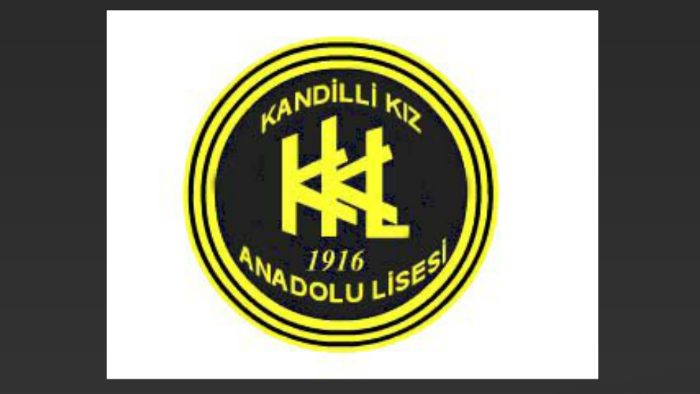 KANDİLLİ KIZ
KKL
1916
ANADOLU LİSESİ